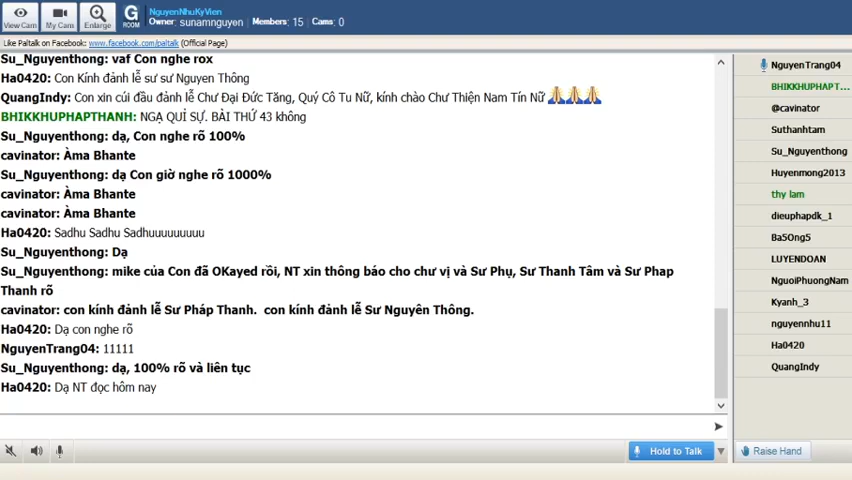 NguyenNhuKyVien
Owner: sunamnguyen Members: 15 Cams: 0
View Cam
My Cam
Enlarge
G
ROOM
Like Paltalk on Facebook: www.facebook.com/paltalk (Official Page)
Su_Nguyenthong: vaf Con nghe rox
Ha0420: Con Kính đảnh lễ sư sư Nguyen Thông
QuangIndy: Con xin cúi đầu đảnh lễ Chư Đại Đức Tăng, Quý Cô Tu Nữ, kính chào Chư Thiện Nam Tín Nữ
BHIKKHUPHAPTHANH: NGẠ QUỈ SỰ. BÀI THỨ 43 không
Su_Nguyenthong: dạ, Con nghe rõ 100%
cavinator: Àma Bhante
Su_Nguyenthong: dạ Con giờ nghe rõ 1000%
cavinator: Àma Bhante
cavinator: Àma Bhante
Ha0420: Sadhu Sadhu Sadhuuuuuuuuu
Su_Nguyenthong: Dạ
Su_Nguyenthong: mike của Con đã OKayed rồi, NT xin thông báo cho chư vị và Sư Phụ, Sư Thanh Tâm và Sư Phap
Thanh rõ
cavinator: con kính đảnh lễ Sư Pháp Thanh. con kính đảnh lễ Sư Nguyên Thông.
Ha0420: Dạ con nghe rõ
NguyenTrang04: 11111
Su_Nguyenthong: dạ, 100% rõ và liên tục
Ha0420: Dạ NT đọc hôm nay
Hold to Talk
NguyenTrang04
BHIKKHUPHAPT...
@cavinator
Suthanhtam
Su_Nguyenthong
Huyenmong2013
thy lam
dieuphapdk_1
Ba5Ong5
LUYENDOAN
NguoiPhuongNam
Kyanh_3
nguyennhu11
Ha0420
QuangIndy
Raise Hand